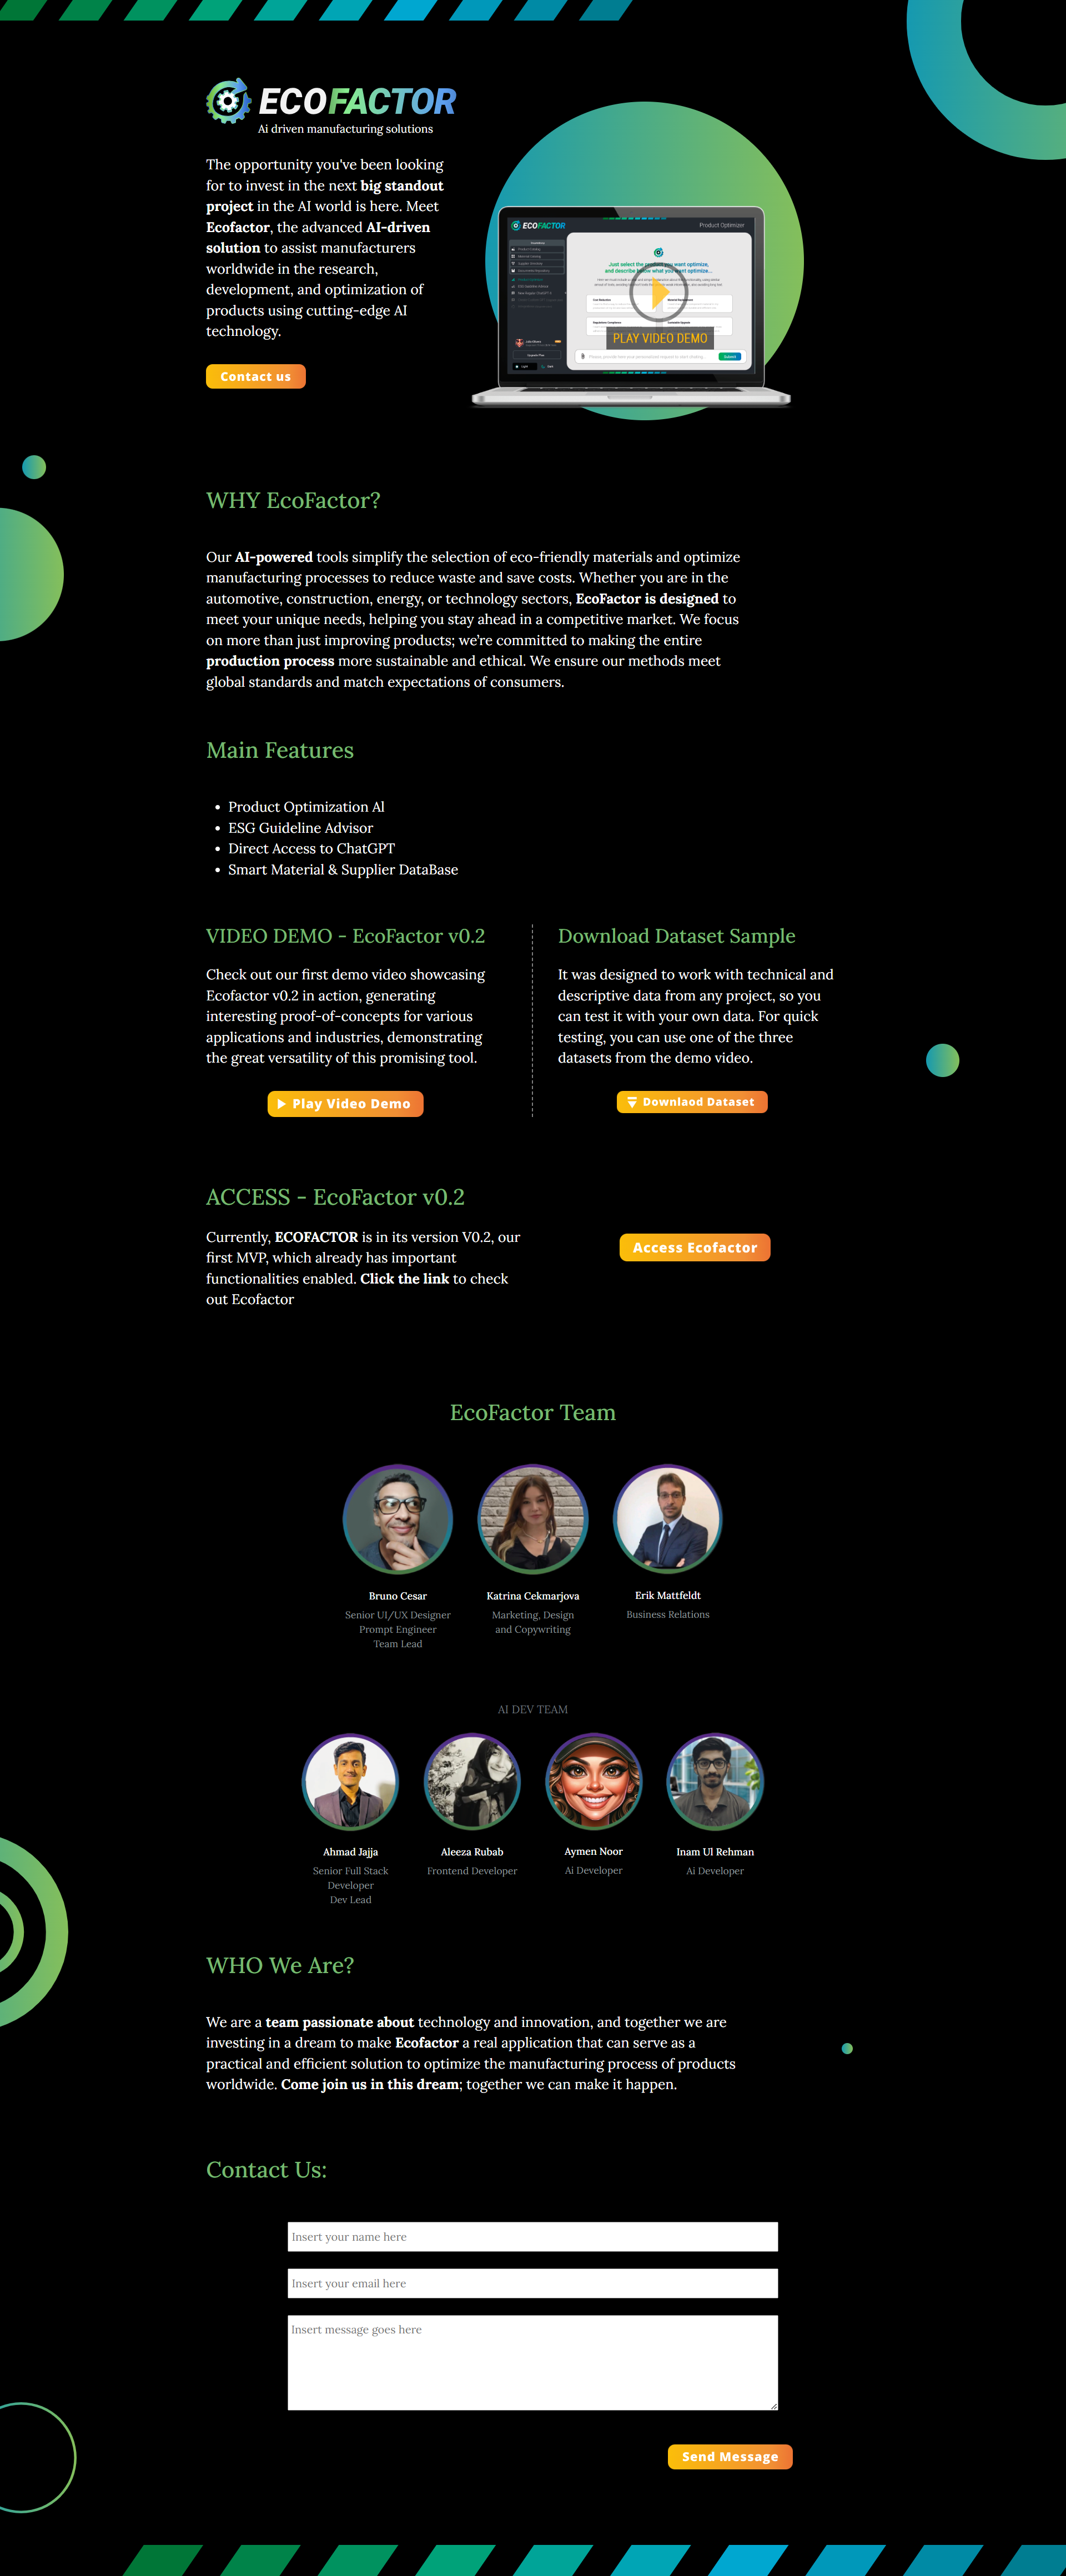 ECOFACTOR
Ai driven manufacturing solutions
The opportunity you've been looking
for to invest in the next big standout
project in the AI world is here. Meet
Ecofactor, the advanced AI-driven
solution to assist manufacturers
worldwide in the research,
development, and optimization of
products using cutting-edge AI
technology.
Contact us
ECOFACTOR
Product Optimizer
Just select the product you want optimize,
and describe below what you want optimize...
PLAY VIDEO DEMO
Submit
WHY EcoFactor?
Our AI-powered tools simplify the selection of eco-friendly materials and optimize
manufacturing processes to reduce waste and save costs. Whether you are in the
automotive, construction, energy, or technology sectors, EcoFactor is designed to
meet your unique needs, helping you stay ahead in a competitive market. We focus
on more than just improving products; we're committed to making the entire
production process more sustainable and ethical. We ensure our methods meet
global standards and match expectations of consumers.
Main Features
• Product Optimization Al
• ESG Guideline Advisor
• Direct Access to ChatGPT
• Smart Material & Supplier DataBase
VIDEO DEMO - EcoFactor v0.2
Check out our first demo video showcasing
Ecofactor v0.2 in action, generating
interesting proof-of-concepts for various
applications and industries, demonstrating
the great versatility of this promising tool.
Play Video Demo
Download Dataset Sample
It was designed to work with technical and
descriptive data from any project, so you
can test it with your own data. For quick
testing, you can use one of the three
datasets from the demo video.
Downlaod Dataset
ACCESS - EcoFactor v0.2
Currently, ECOFACTOR is in its version V0.2, our
first MVP, which already has important
functionalities enabled. Click the link to check
out Ecofactor
Access Ecofactor
EcoFactor Team
Bruno Cesar
Senior UI/UX Designer
Prompt Engineer
Team Lead
Katrina Cekmarjova
Marketing, Design
and Copywriting
Erik Mattfeldt
Business Relations
AI DEV TEAM
Ahmad Jajja
Senior Full Stack
Developer
Dev Lead
Aleeza Rubab
Frontend Developer
Aymen Noor
Ai Developer
Inam Ul Rehman
Ai Developer
WHO We Are?
We are a team passionate about technology and innovation, and together we are
investing in a dream to make Ecofactor a real application that can serve as a
practical and efficient solution to optimize the manufacturing process of products
worldwide. Come join us in this dream; together we can make it happen.
Contact Us:
Insert your name here
Insert your email here
Insert message goes here
Send Message